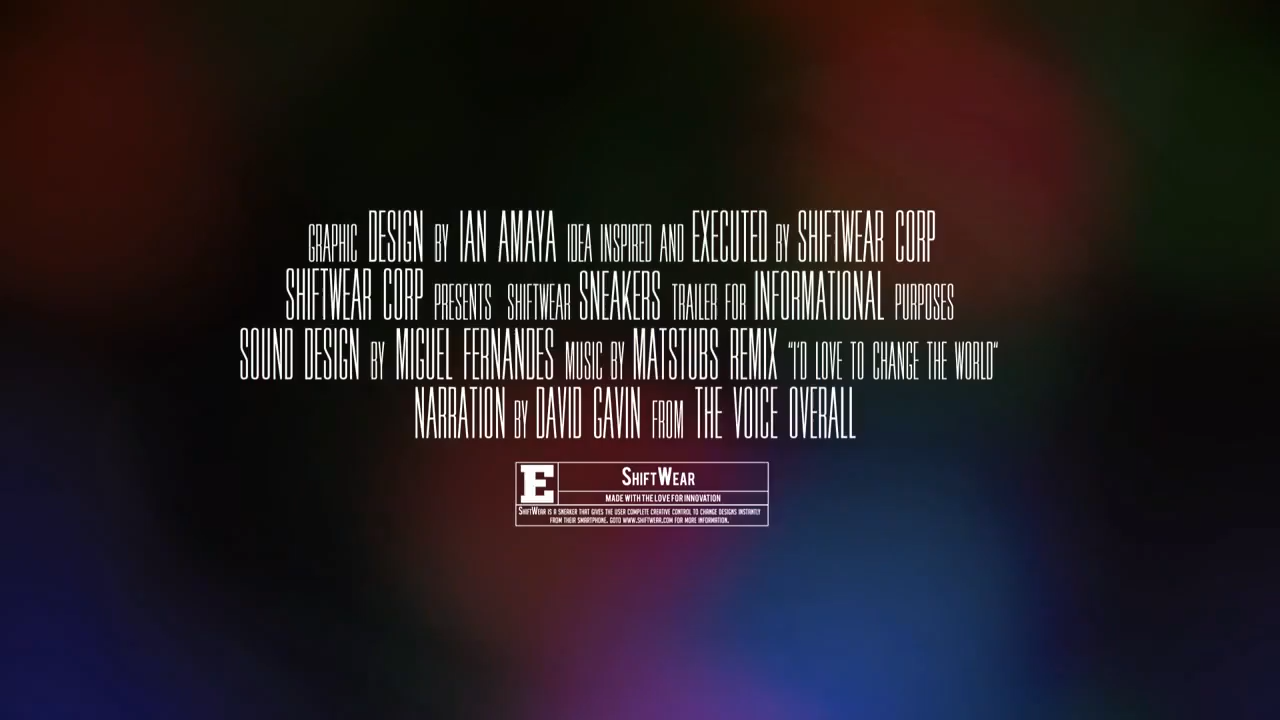 GRAPHIC DESIGN BY IAN AMAYA IDEA INSPIRED AND EXECUTED BY SHIFTWEAR CORP
SHIFTWEAR CORP PRESENTS SHIFTWEAR SNEAKERS TRAILER FOR INFORMATIONAL PURPOSES
SOUND DESIGN BY MIGUEL FERNANDES MUSIC BY MATSTUBS REMIX "I'D LOVE TO CHANGE THE WORLD"
NARRATION BY DAVID GAVIN FROM THE VOICE OVERALL
E
SHIFTWEAR
MADE WITH THE LOVE FOR INNOVATION
SHIFTWEAR IS A SNEAKER THAT GIVES THE USER COMPLETE CREATIVE CONTROL TO CHANGE DESIGNS INSTANTLY
FROM THEIR SMARTPHONE. GOTO WWW.SHIFTWEAR.COM FOR MORE INFORMATION.